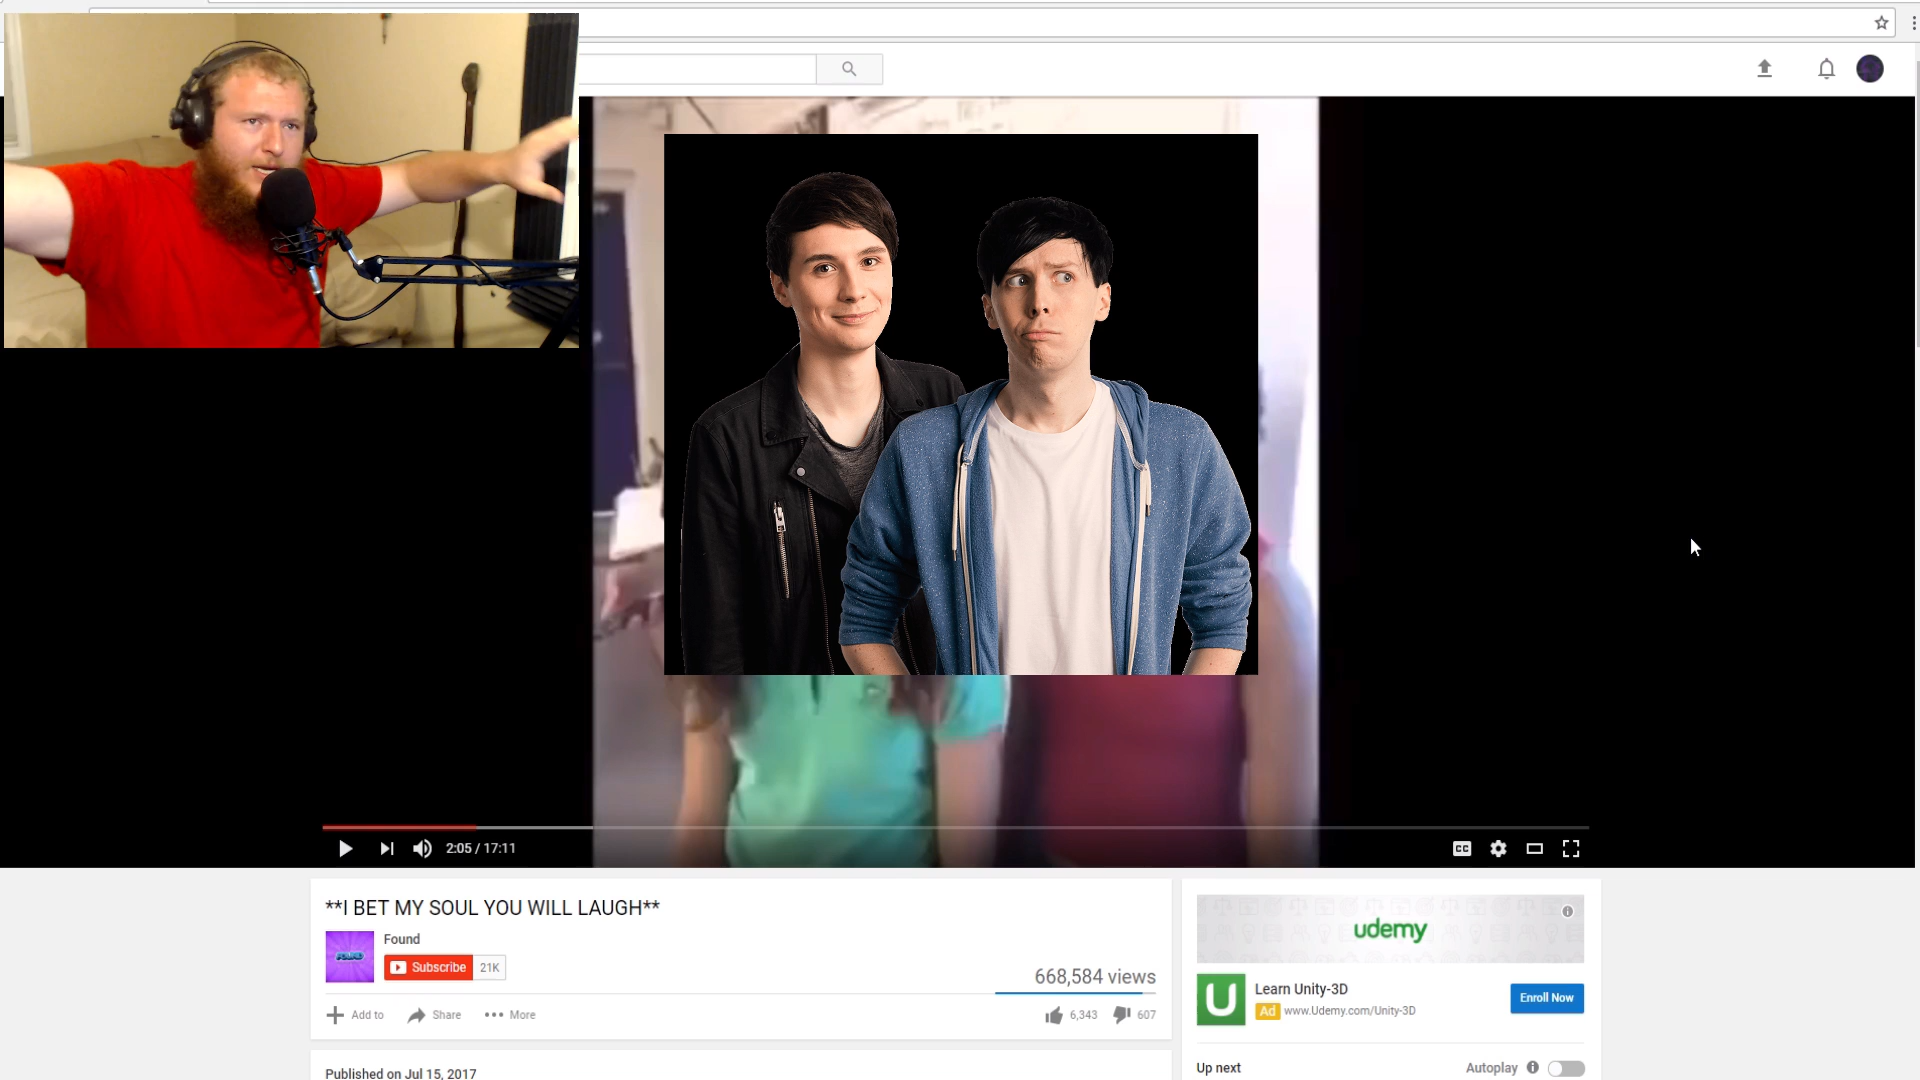 2:05 / 17:11
CC
**I BET MY SOUL YOU WILL LAUGH**
Found
FOUND
Subscribe 21K
668,584 views
Add to Share More 6,343 607
Published on Jul 15, 2017
udemy
U
Learn Unity-3D
Ad www.Udemy.com/Unity-3D
Enroll Now
Up next Autoplay